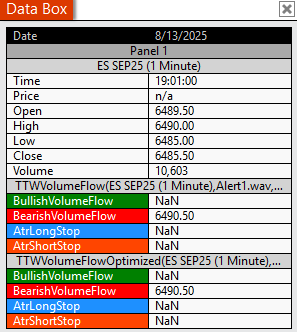 Data Box
Date 8/13/2025
Panel 1
ES SEP25 (1 Minute)
Time 19:01:00
Price n/a
Open 6489.50
High 6490.00
Low 6485.00
Close 6485.50
Volume 10,603
TTWVolumeFlow(ES SEP25 (1 Minute),Alert1.wav,...
BullishVolumeFlow NaN
BearishVolumeFlow 6490.50
AtrLongStop NaN
AtrShortStop NaN
TTWVolumeFlowOptimized(ES SEP25 (1 Minute),...
BullishVolumeFlow NaN
BearishVolumeFlow 6490.50
AtrLongStop NaN
AtrShortStop NaN